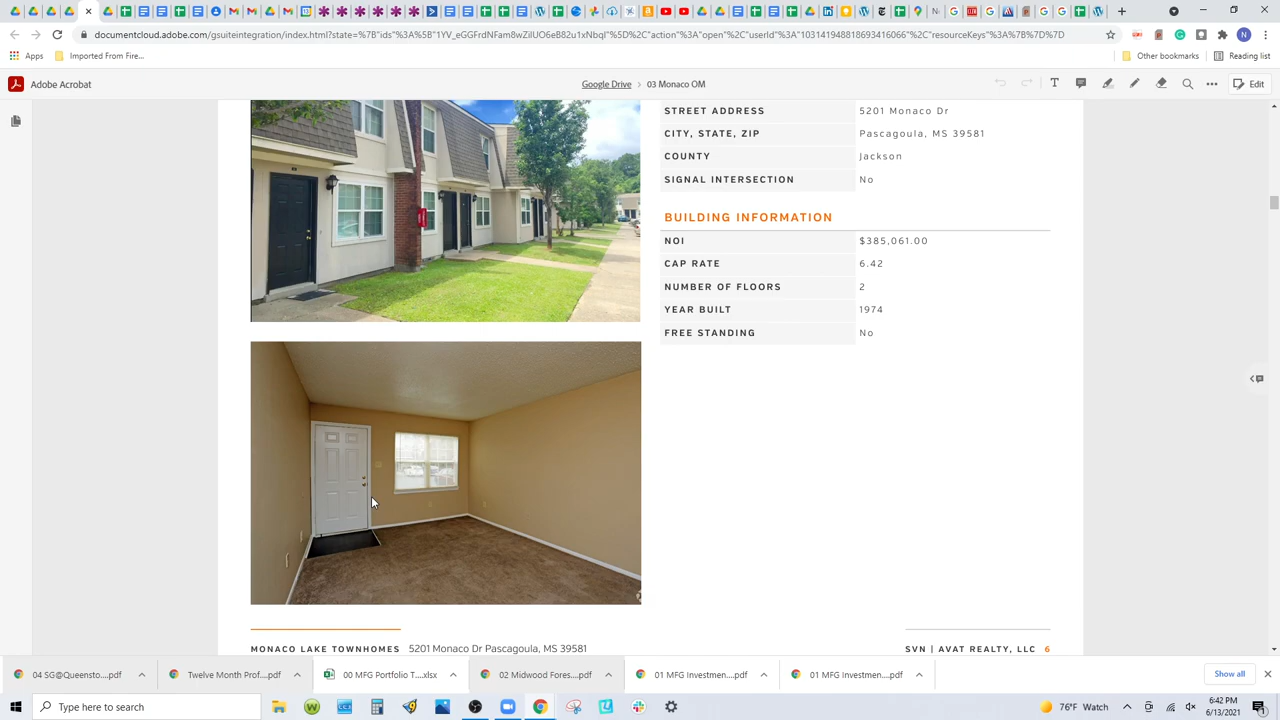 documentcloud.adobe.com/gsuiteintegration/index.html?state=%7B"ids"%3A%5B"1YV_eGGFrdNFam8wZiIUO6eB82u1xNbqI"%5D%2C"action"%3A"open"%2C"userId"%3A"103141948818693416066"%2C"resourceKeys"%3A%7B%7D%7D
Apps
Imported From Fire...
Other bookmarks
Reading list
Adobe Acrobat
Google Drive > 03 Monaco OM
Edit
STREET ADDRESS 5201 Monaco Dr
CITY, STATE, ZIP Pascagoula, MS 39581
COUNTY Jackson
SIGNAL INTERSECTION No
BUILDING INFORMATION
NOI $385,061.00
CAP RATE 6.42
NUMBER OF FLOORS 2
YEAR BUILT 1974
FREE STANDING No
MONACO LAKE TOWNHOMES 5201 Monaco Dr Pascagoula, MS 39581
SVN | AVAT REALTY, LLC 6
04 SG@Queensto....pdf
Twelve Month Prof....pdf
00 MFG Portfolio T....xlsx
02 Midwood Fores....pdf
01 MFG Investmen....pdf
01 MFG Investmen....pdf
Show all
Type here to search
76°F Watch
6:42 PM
6/13/2021